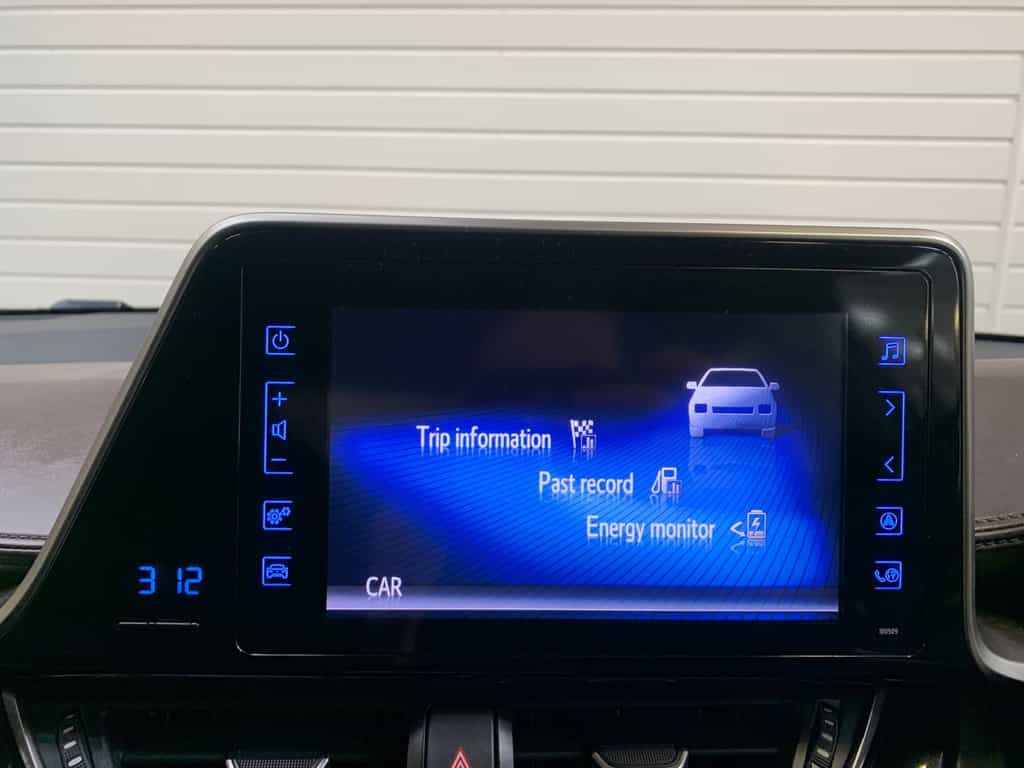 Trip information
Past record
Energy monitor
CAR
3 12